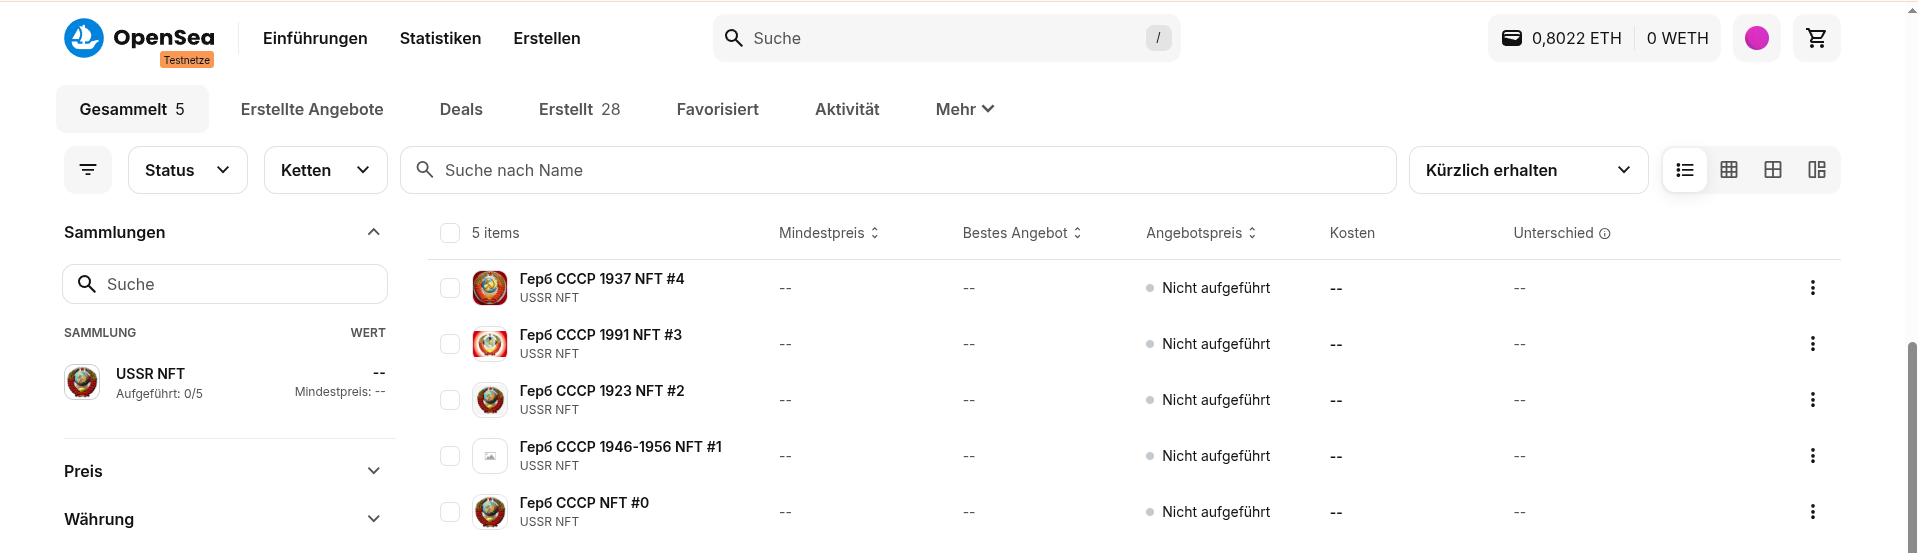 OpenSea
Testnetze
Einführungen Statistiken Erstellen
Suche /
0,8022 ETH 0 WETH
Gesammelt 5 Erstellte Angebote Deals Erstellt 28 Favorisiert Aktivität Mehr
Status Ketten Suche nach Name Kürzlich erhalten
Sammlungen
Suche
SAMMLUNG WERT
USSR NFT --
Aufgeführt: 0/5 Mindestpreis: --
Preis
Währung
5 items Mindestpreis Bestes Angebot Angebotspreis Kosten Unterschied
Герб СССР 1937 NFT #4
USSR NFT
-- -- Nicht aufgeführt -- --
Герб СССР 1991 NFT #3
USSR NFT
-- -- Nicht aufgeführt -- --
Герб СССР 1923 NFT #2
USSR NFT
-- -- Nicht aufgeführt -- --
Герб СССР 1946-1956 NFT #1
USSR NFT
-- -- Nicht aufgeführt -- --
Герб СССР NFT #0
USSR NFT
-- -- Nicht aufgeführt -- --